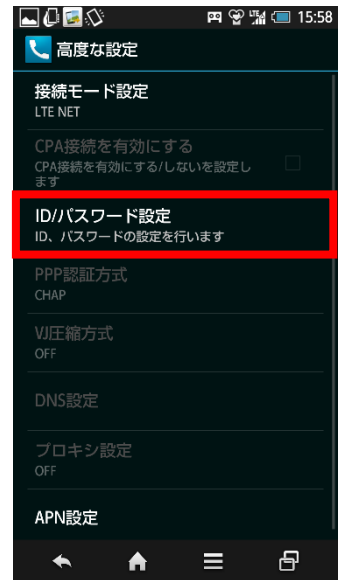 LTE 15:58
高度な設定
接続モード設定
LTE NET
CPA接続を有効にする
CPA接続を有効にする/しないを設定し
ます
ID/パスワード設定
ID、パスワードの設定を行います
PPP認証方式
CHAP
VJ圧縮方式
OFF
DNS設定
プロキシ設定
OFF
APN設定